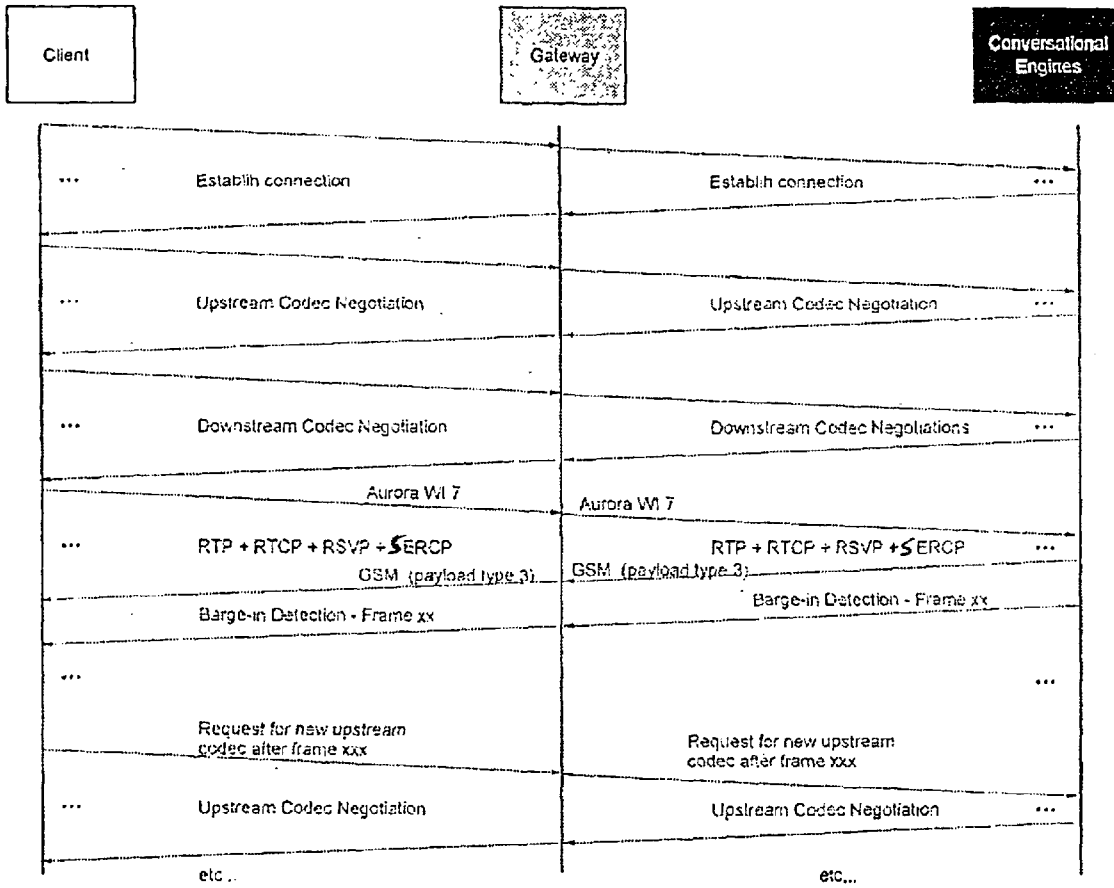 Client
Gateway
Conversational
Engines
... Establih connection
Establih connection ...
... Upstream Codec Negotiation
Upstream Codec Negotiation ...
... Downstream Codec Negotiation
Downstream Codec Negotiations ...
Aurora WI 7
Aurora WI 7
... RTP + RTCP + RSVP + SERCP
RTP + RTCP + RSVP + SERCP ...
GSM (payload type 3)
GSM (payload type 3)
Barge-in Detection - Frame xx
Barge-in Detection - Frame xx
...
...
Request for new upstream
codec after frame xxx
Request for new upstream
codec after frame xxx
... Upstream Codec Negotiation
Upstream Codec Negotiation ...
etc...
etc...